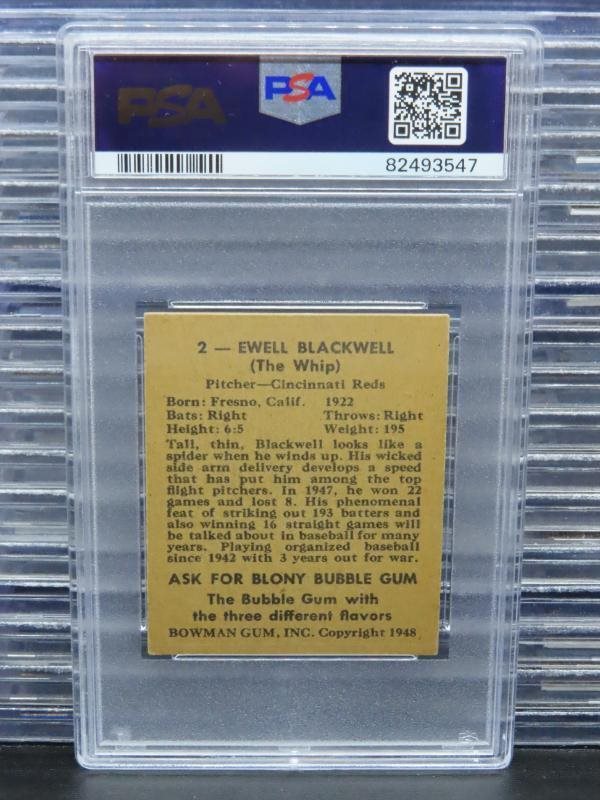 PSA
PSA
82493547
2 — EWELL BLACKWELL
(The Whip)
Pitcher—Cincinnati Reds
Born: Fresno, Calif. 1922
Bats: Right Throws: Right
Height: 6:5 Weight: 195
Tall, thin, Blackwell looks like a
spider when he winds up. His wicked
side arm delivery develops a speed
that has put him among the top
flight pitchers. In 1947, he won 22
games and lost 8. His phenomenal
feat of striking out 193 batters and
also winning 16 straight games will
be talked about in baseball for many
years. Playing organized baseball
since 1942 with 3 years out for war.
ASK FOR BLONY BUBBLE GUM
The Bubble Gum with
the three different flavors
BOWMAN GUM, INC. Copyright 1948